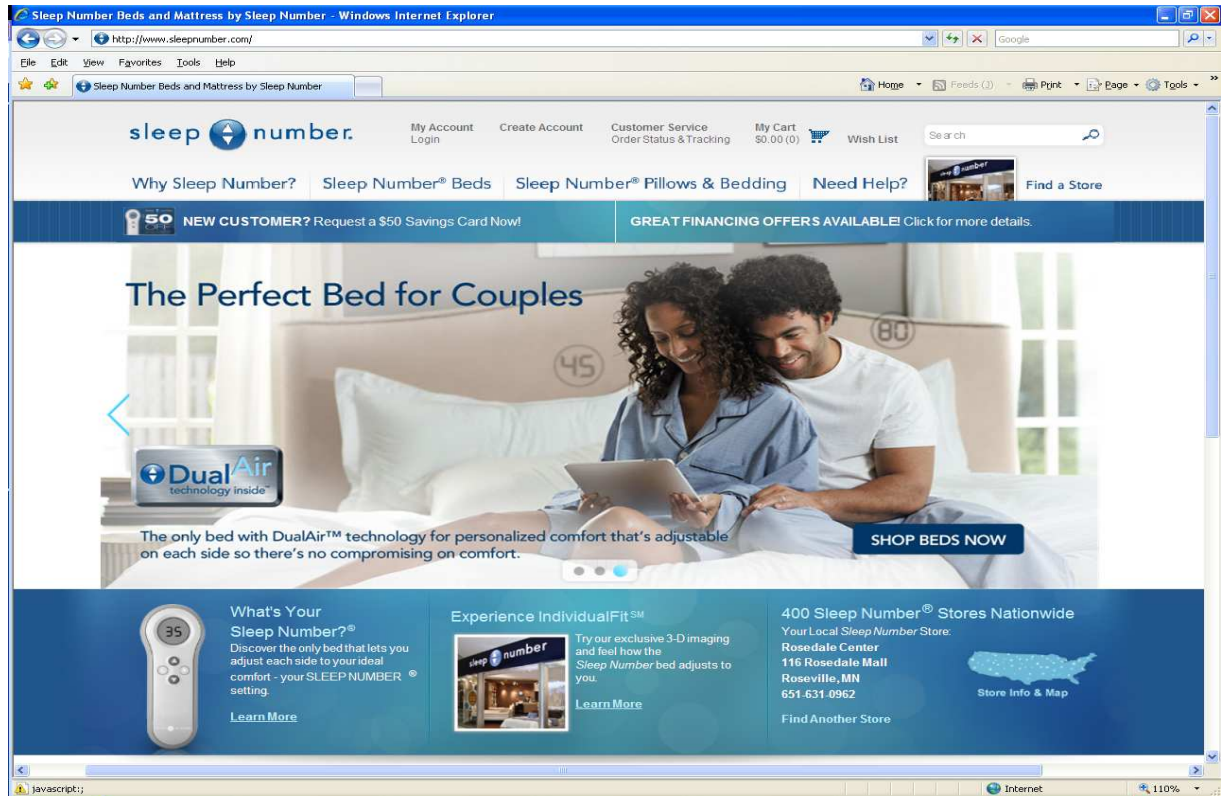 Sleep Number Beds and Mattress by Sleep Number - Windows Internet Explorer
http://www.sleepnumber.com/
Google
File Edit View Favorites Tools Help
Sleep Number Beds and Mattress by Sleep Number
Home Feeds (J) Print Page Tools »
sleep number.
My Account Create Account Customer Service My Cart
Login Order Status & Tracking $0.00 (0) Wish List
Search
Why Sleep Number? Sleep Number® Beds Sleep Number® Pillows & Bedding Need Help?
sleep number
Find a Store
50 OFF
NEW CUSTOMER? Request a $50 Savings Card Now!
GREAT FINANCING OFFERS AVAILABLE! Click for more details.
The Perfect Bed for Couples
45
80
DualAir
technology inside™
The only bed with DualAir™ technology for personalized comfort that's adjustable
on each side so there's no compromising on comfort.
SHOP BEDS NOW
35
What's Your
Sleep Number?®
Discover the only bed that lets you
adjust each side to your ideal
comfort - your SLEEP NUMBER ®
setting.
Learn More
Experience IndividualFit℠
sleep number
Try our exclusive 3-D imaging
and feel how the
Sleep Number bed adjusts to
you.
Learn More
400 Sleep Number® Stores Nationwide
Your Local Sleep Number Store:
Rosedale Center
116 Rosedale Mall
Roseville, MN
651-631-0962
Find Another Store
Store Info & Map
javascript:;
Internet
110%